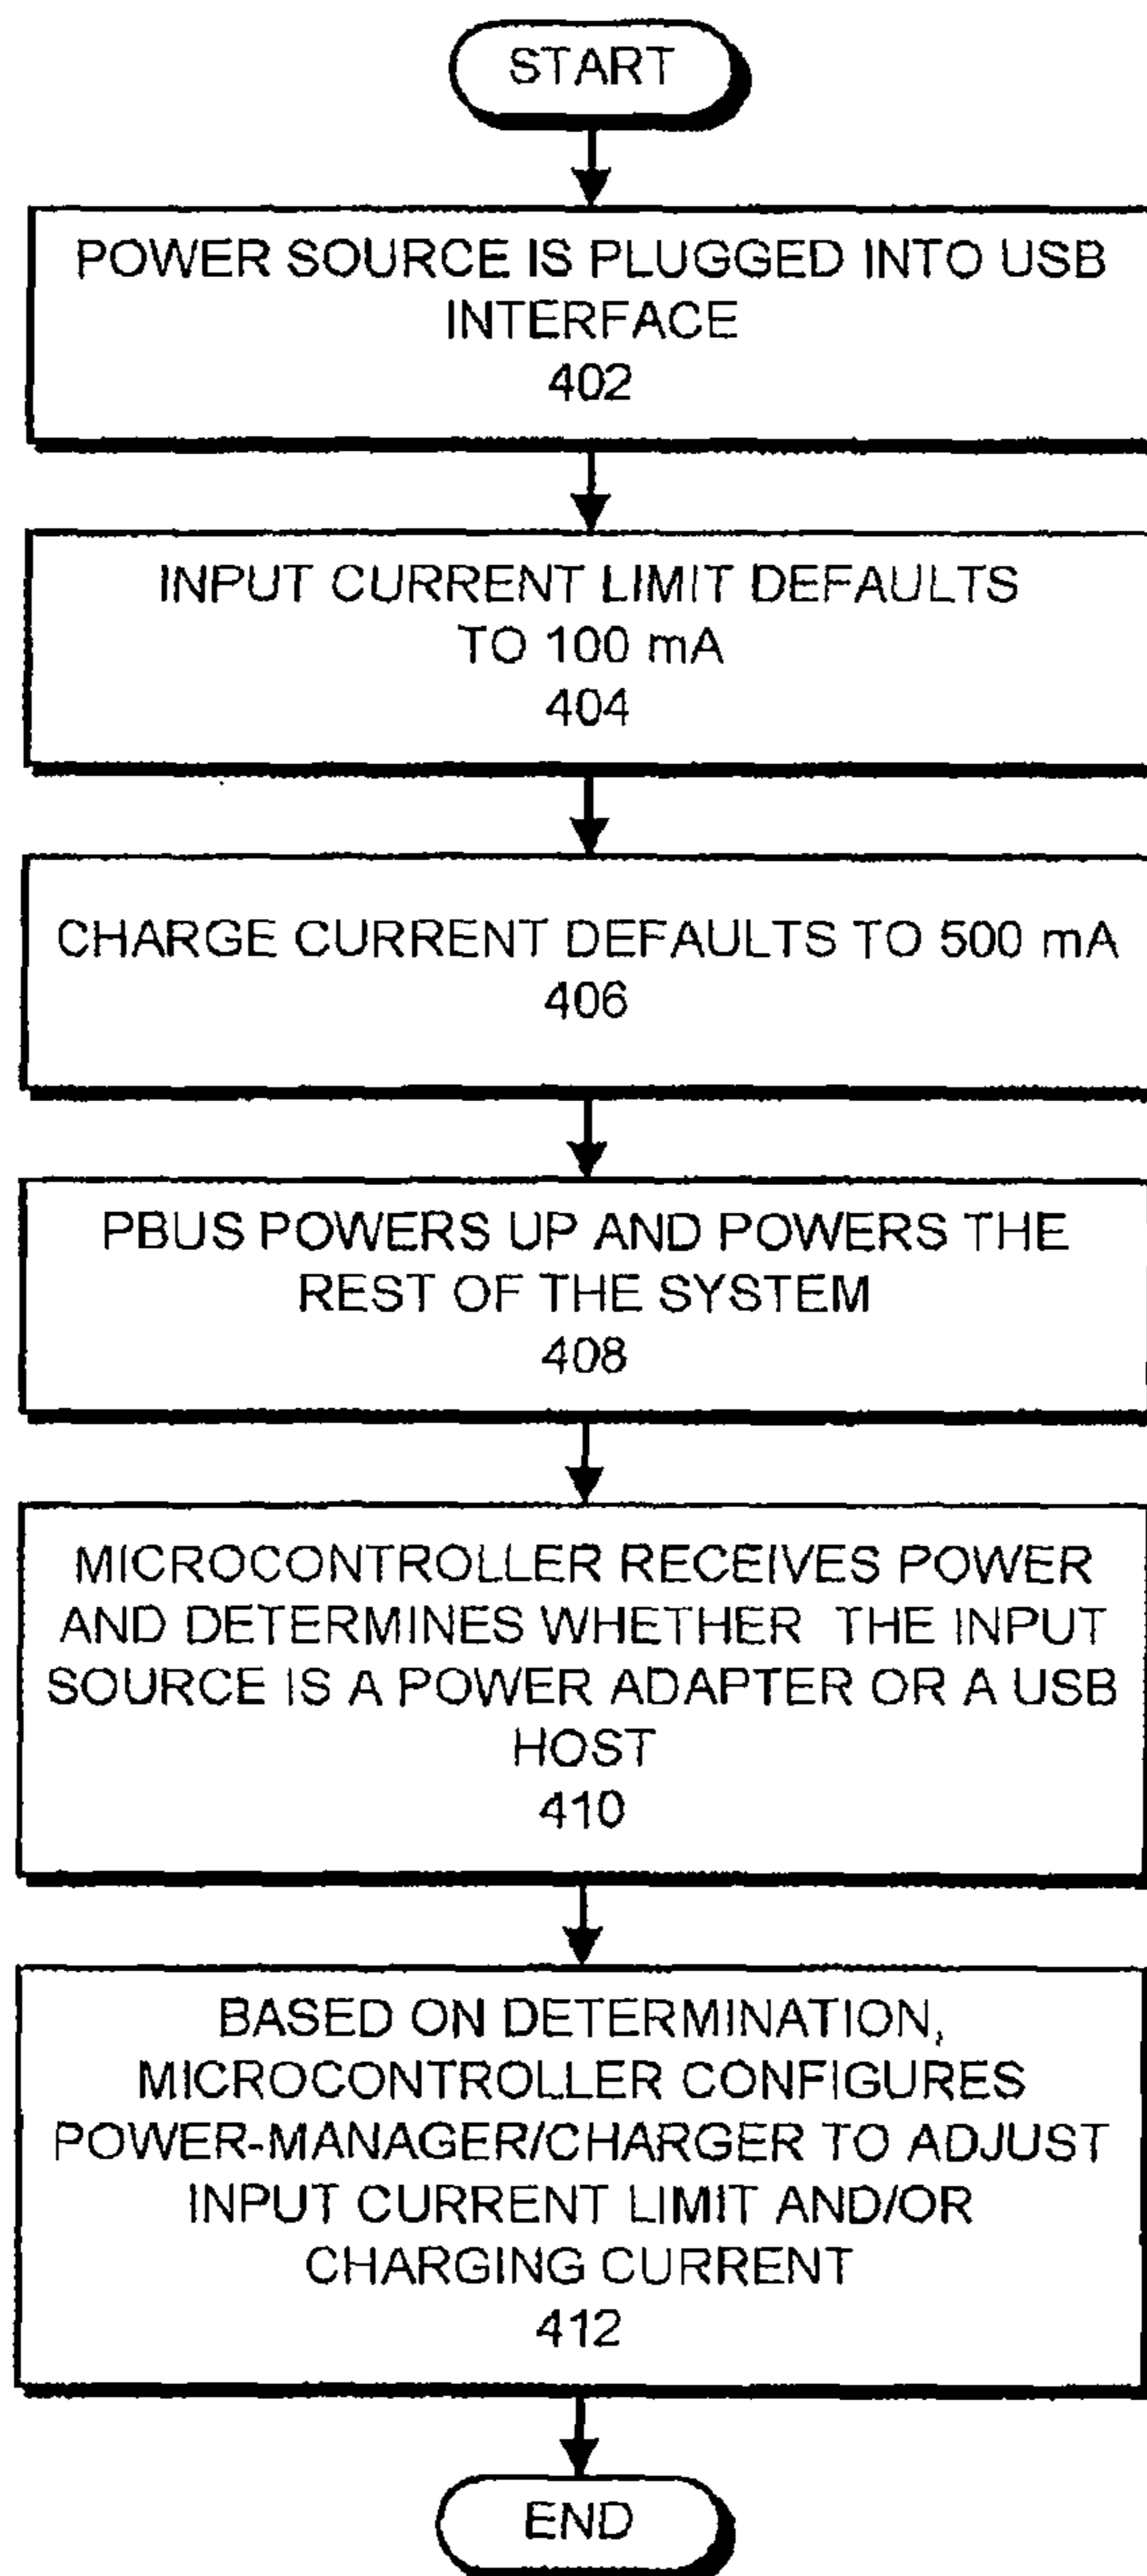 START
POWER SOURCE IS PLUGGED INTO USB
INTERFACE
402
INPUT CURRENT LIMIT DEFAULTS
TO 100 mA
404
CHARGE CURRENT DEFAULTS TO 500 mA
406
PBUS POWERS UP AND POWERS THE
REST OF THE SYSTEM
408
MICROCONTROLLER RECEIVES POWER
AND DETERMINES WHETHER THE INPUT
SOURCE IS A POWER ADAPTER OR A USB
HOST
410
BASED ON DETERMINATION,
MICROCONTROLLER CONFIGURES
POWER-MANAGER/CHARGER TO ADJUST
INPUT CURRENT LIMIT AND/OR
CHARGING CURRENT
412
END